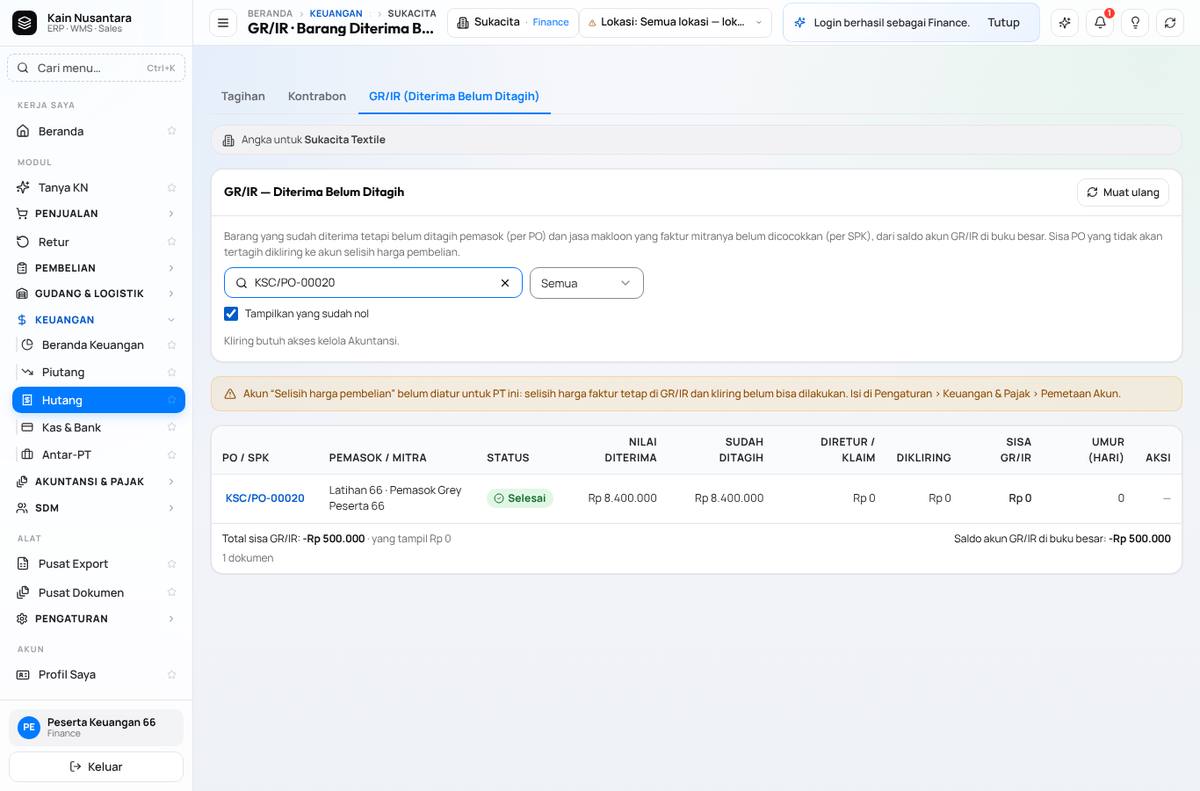 Kain Nusantara
ERP · WMS · Sales
Cari menu...
Ctrl+K
KERJA SAYA
Beranda
MODUL
Tanya KN
PENJUALAN
Retur
PEMBELIAN
GUDANG & LOGISTIK
KEUANGAN
Beranda Keuangan
Piutang
Hutang
Kas & Bank
Antar-PT
AKUNTANSI & PAJAK
SDM
ALAT
Pusat Export
Pusat Dokumen
PENGATURAN
AKUN
Profil Saya
PE
Peserta Keuangan 66
Finance
Keluar
BERANDA > KEUANGAN > SUKACITA
GR/IR · Barang Diterima B...
Sukacita · Finance
Lokasi: Semua lokasi — lok...
Login berhasil sebagai Finance.
Tutup
1
Tagihan
Kontrabon
GR/IR (Diterima Belum Ditagih)
Angka untuk Sukacita Textile
GR/IR — Diterima Belum Ditagih
Muat ulang
Barang yang sudah diterima tetapi belum ditagih pemasok (per PO) dan jasa makloon yang faktur mitranya belum dicocokkan (per SPK), dari saldo akun GR/IR di buku besar. Sisa PO yang tidak akan
tertagih dikliring ke akun selisih harga pembelian.
KSC/PO-00020
Semua
Tampilkan yang sudah nol
Kliring butuh akses kelola Akuntansi.
Akun “Selisih harga pembelian” belum diatur untuk PT ini: selisih harga faktur tetap di GR/IR dan kliring belum bisa dilakukan. Isi di Pengaturan > Keuangan & Pajak > Pemetaan Akun.
PO / SPK
PEMASOK / MITRA
STATUS
NILAI
DITERIMA
SUDAH
DITAGIH
DIRETUR /
KLAIM
DIKLIRING
SISA
GR/IR
UMUR
(HARI)
AKSI
KSC/PO-00020
Latihan 66 · Pemasok Grey
Peserta 66
Selesai
Rp 8.400.000
Rp 8.400.000
Rp 0
Rp 0
Rp 0
0
—
Total sisa GR/IR: -Rp 500.000 · yang tampil Rp 0
Saldo akun GR/IR di buku besar: -Rp 500.000
1 dokumen